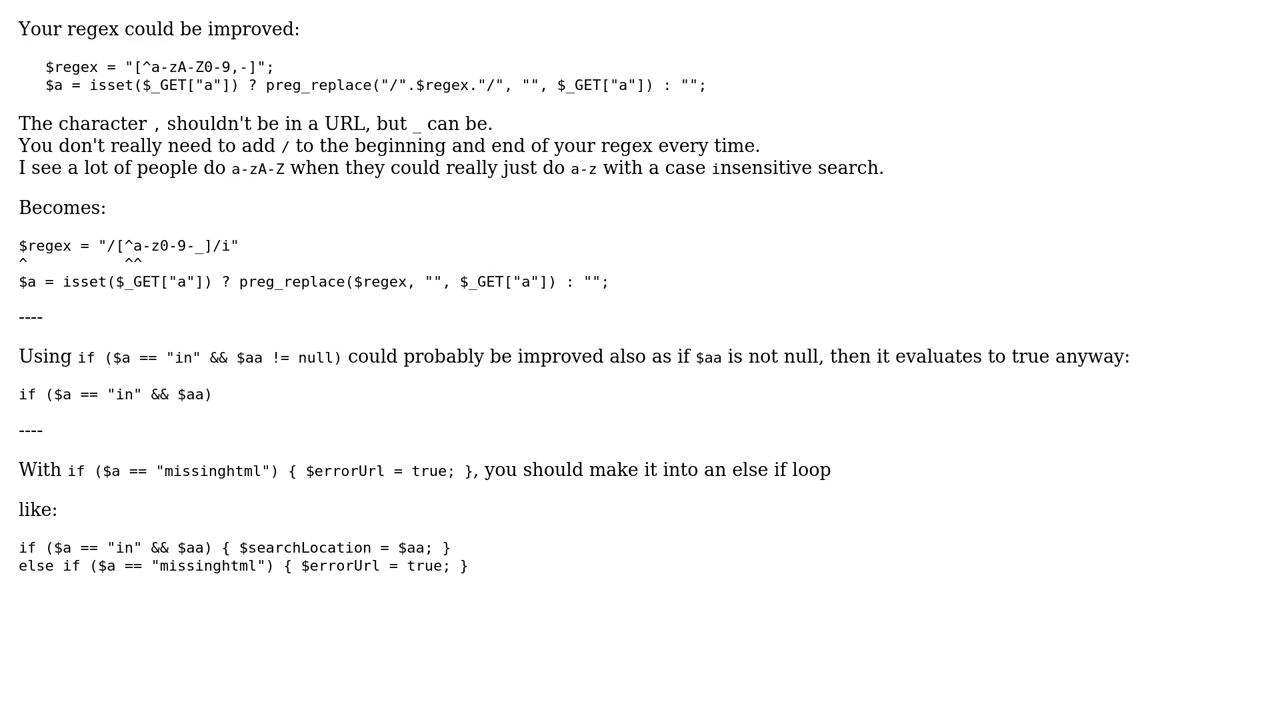 Your regex could be improved:
$regex = "[^a-zA-Z0-9,-]";
$a = isset($_GET["a"]) ? preg_replace("/".$regex."/", "", $_GET["a"]) : "";
The character , shouldn't be in a URL, but _ can be.
You don't really need to add / to the beginning and end of your regex every time.
I see a lot of people do a-zA-Z when they could really just do a-z with a case insensitive search.
Becomes:
$regex = "/[^a-z0-9-_]/i"
^           ^^
$a = isset($_GET["a"]) ? preg_replace($regex, "", $_GET["a"]) : "";
----
Using if ($a == "in" && $aa != null) could probably be improved also as if $aa is not null, then it evaluates to true anyway:
if ($a == "in" && $aa)
----
With if ($a == "missinghtml") { $errorUrl = true; }, you should make it into an else if loop
like:
if ($a == "in" && $aa) { $searchLocation = $aa; }
else if ($a == "missinghtml") { $errorUrl = true; }